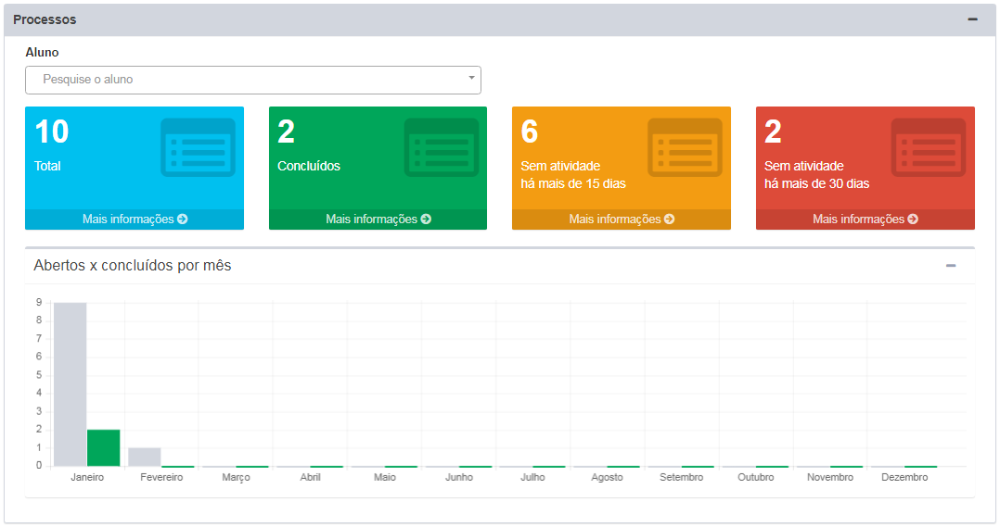 Processos
Aluno
Pesquise o aluno
10
Total
Mais informações
2
Concluídos
Mais informações
6
Sem atividade
há mais de 15 dias
Mais informações
2
Sem atividade
há mais de 30 dias
Mais informações
Abertos x concluídos por mês
9
8
7
6
5
4
3
2
1
0
Janeiro Fevereiro Março Abril Maio Junho Julho Agosto Setembro Outubro Novembro Dezembro